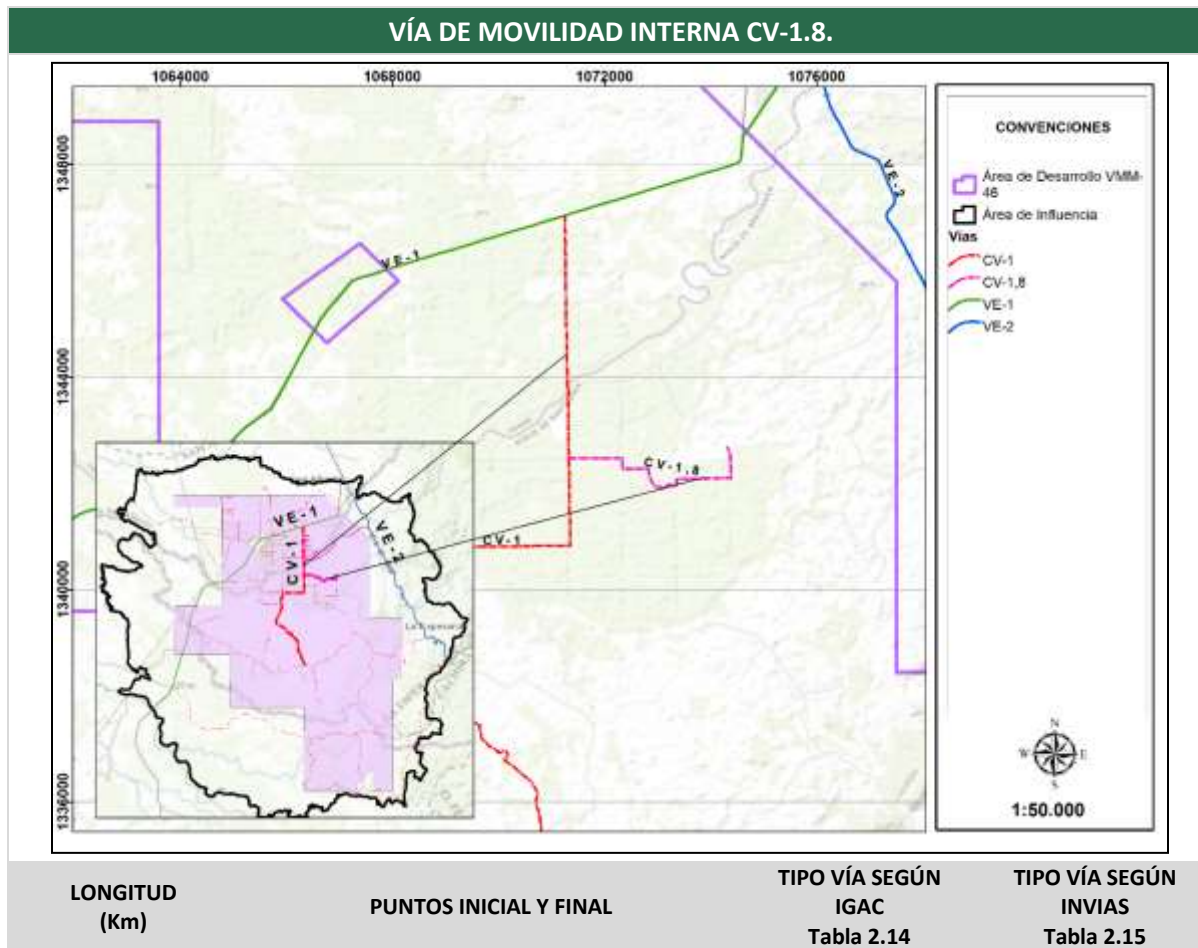 VÍA DE MOVILIDAD INTERNA CV-1.8.
1064000 1068000 1072000 1076000
1348000
1344000
1340000
1336000
VE-1
VE-2
CV-1,8
CV-1
VE-1
VE-2
CV-1
CONVENCIONES
Área de Desarrollo VMM-
46
Área de Influencia
Vías
CV-1
CV-1,8
VE-1
VE-2
N
W E
S
1:50.000
LONGITUD
(Km)
PUNTOS INICIAL Y FINAL
TIPO VÍA SEGÚN
IGAC
Tabla 2.14
TIPO VÍA SEGÚN
INVIAS
Tabla 2.15